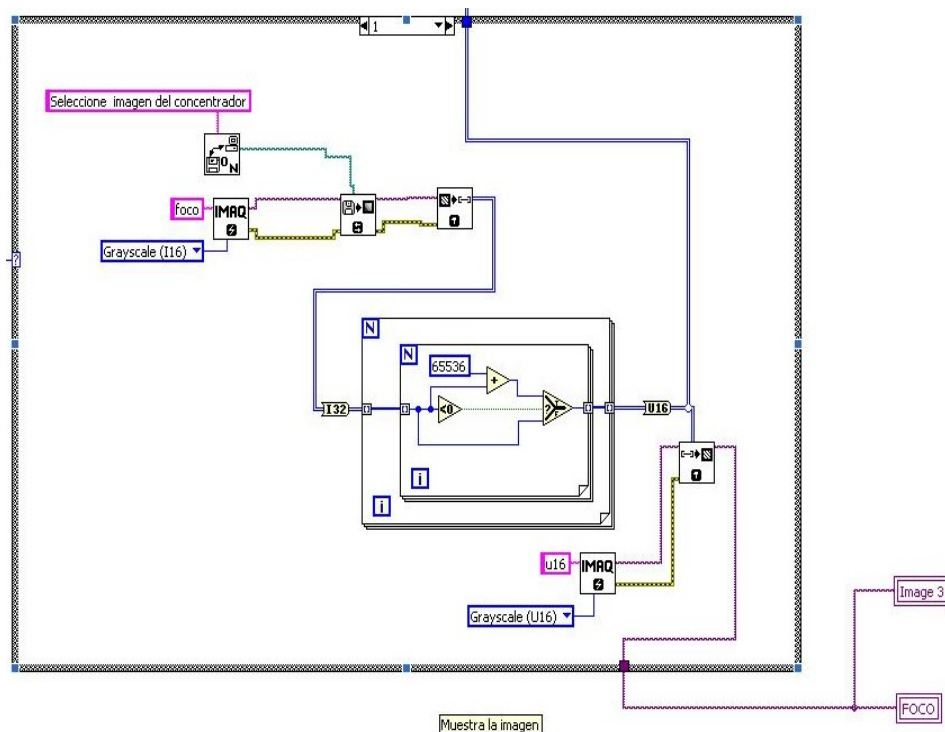 1
Seleccione imagen del concentrador
O
N
foco
IMAQ
Grayscale (I16)
?
N
N
65536
+
<0
?
T
F
I32
U16
i
i
u16
IMAQ
Grayscale (U16)
Image 3
FOCO
Muestra la imagen